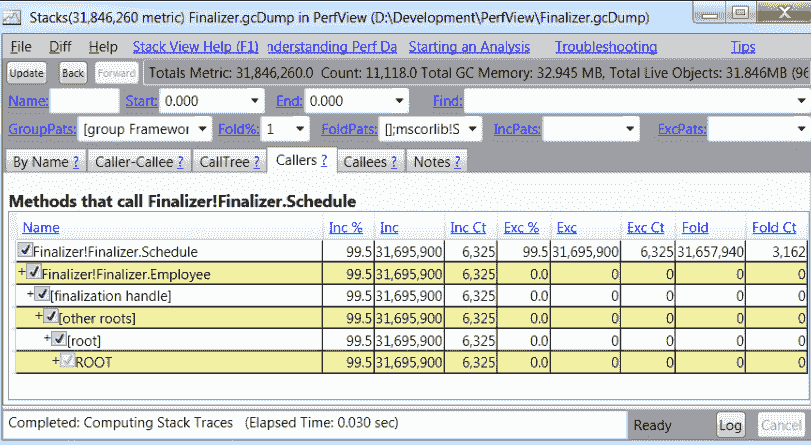 Stacks(31,846,260 metric) Finalizer.gcDump in PerfView (D:\Development\PerfView\Finalizer.gcDump)
File Diff Help Stack View Help (F1) nderstanding Perf Da Starting an Analysis Troubleshooting Tips
Update Back Forward Totals Metric: 31,846,260.0 Count: 11,118.0 Total GC Memory: 32.945 MB, Total Live Objects: 31.846MB (96
Name: Start: 0.000 End: 0.000 Find:
GroupPats: [group Framewor Fold%: 1 FoldPats: [];mscorlib!S IncPats: ExcPats:
By Name ? Caller-Callee ? CallTree ? Callers ? Callees ? Notes ?
Methods that call Finalizer!Finalizer.Schedule
Name Inc % Inc Inc Ct Exc % Exc Exc Ct Fold Fold Ct
Finalizer!Finalizer.Schedule 99.5 31,695,900 6,325 99.5 31,695,900 6,325 31,657,940 3,162
+ Finalizer!Finalizer.Employee 99.5 31,695,900 6,325 0.0 0 0 0 0
+ [finalization handle] 99.5 31,695,900 6,325 0.0 0 0 0 0
+ [other roots] 99.5 31,695,900 6,325 0.0 0 0 0 0
+ [root] 99.5 31,695,900 6,325 0.0 0 0 0 0
+ ROOT 99.5 31,695,900 6,325 0.0 0 0 0 0
Completed: Computing Stack Traces (Elapsed Time: 0.030 sec) Ready Log Cancel